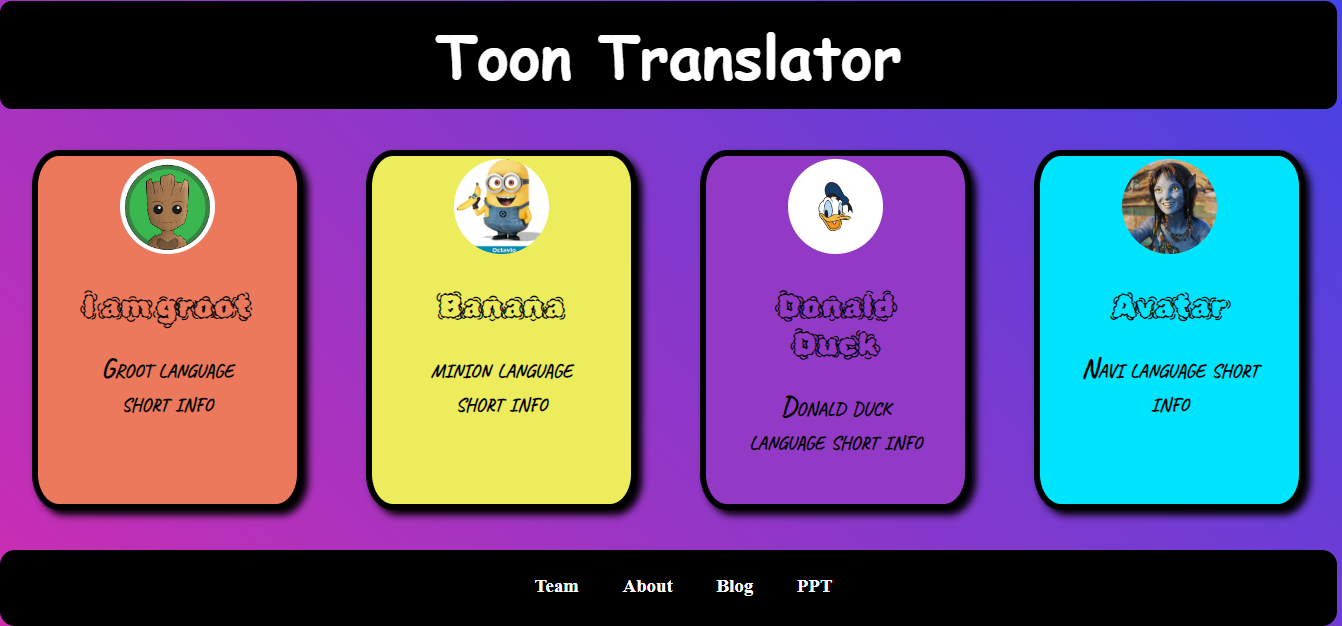 Toon Translator
Iamgroot
Groot language
short info
Octavio
Banana
minion language
short info
Donald
Duck
Donald duck
language short info
Avatar
Navi language short
info
Team About Blog PPT